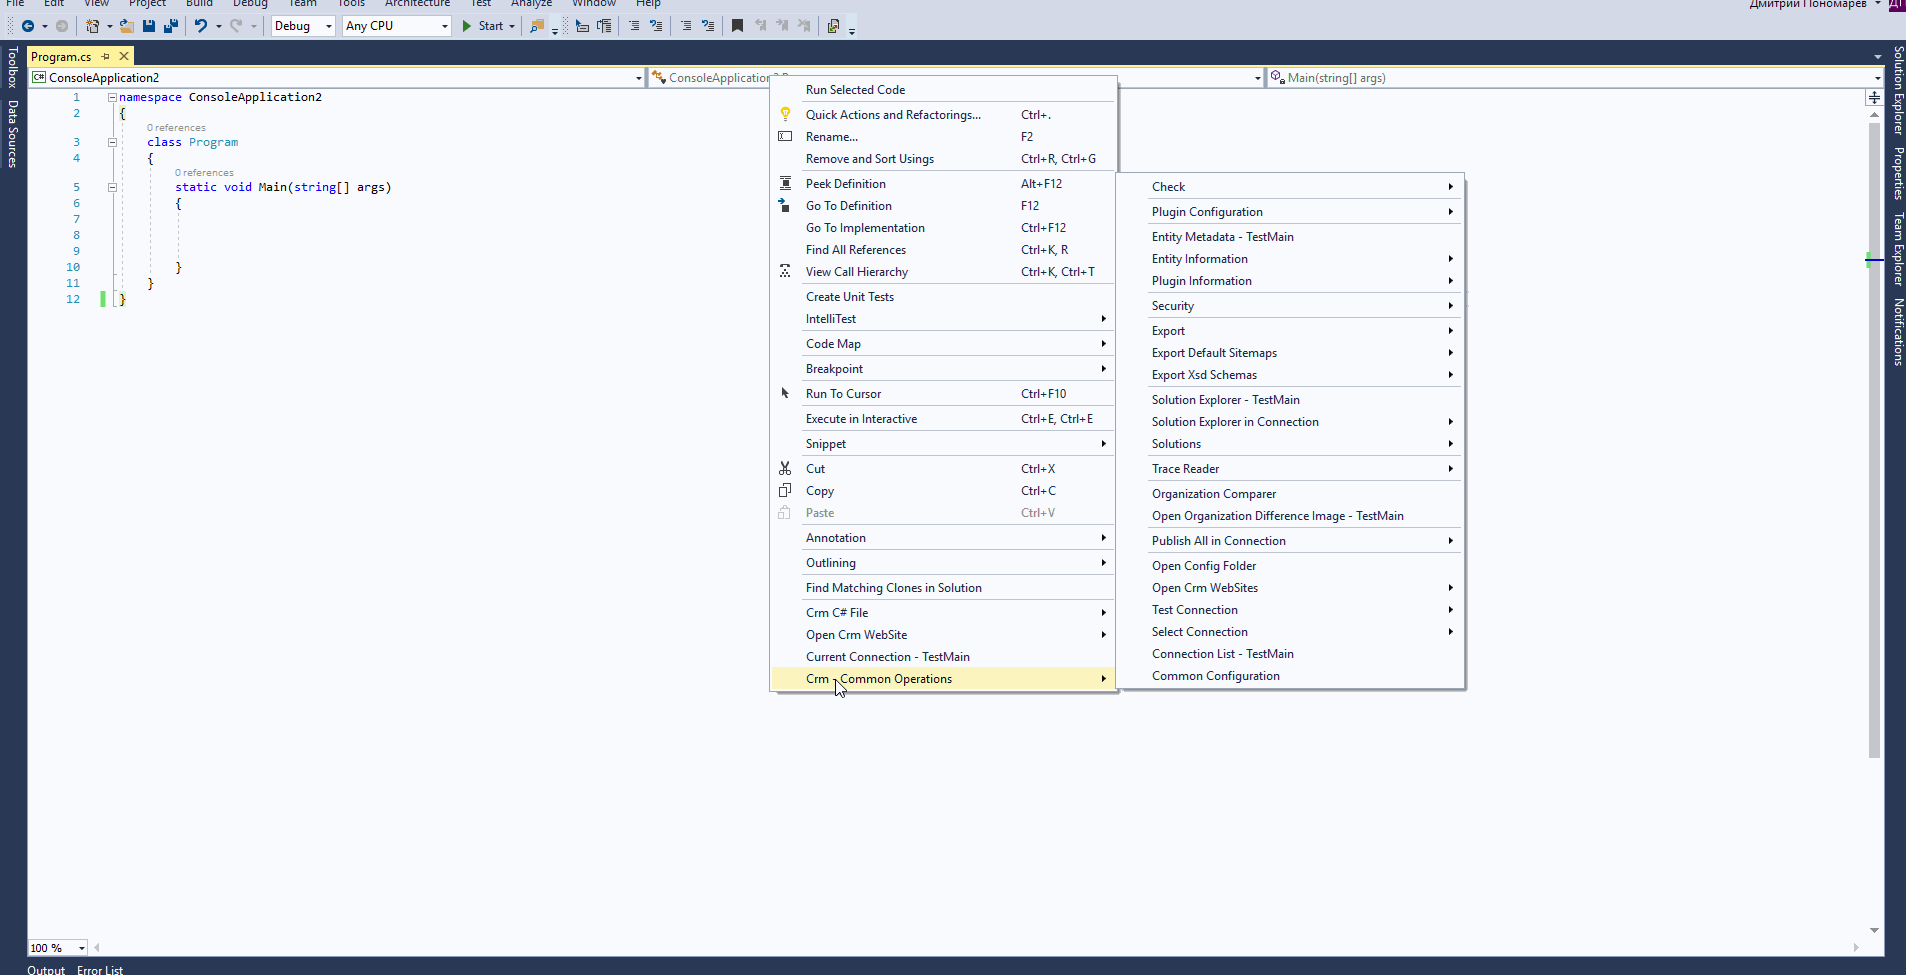 File Edit View Project Build Debug Team Tools Architecture Test Analyze Window Help
Дмитрий Пономарев
ДП
Debug Any CPU Start
Toolbox
Data Sources
Program.cs
C# ConsoleApplication2
ConsoleApplication2.P
Main(string[] args)
1 namespace ConsoleApplication2
2 {
0 references
3 class Program
4 {
0 references
5 static void Main(string[] args)
6 {
7
8
9
10 }
11 }
12 }
Run Selected Code
Quick Actions and Refactorings... Ctrl+.
Rename... F2
Remove and Sort Usings Ctrl+R, Ctrl+G
Peek Definition Alt+F12
Go To Definition F12
Go To Implementation Ctrl+F12
Find All References Ctrl+K, R
View Call Hierarchy Ctrl+K, Ctrl+T
Create Unit Tests
IntelliTest
Code Map
Breakpoint
Run To Cursor Ctrl+F10
Execute in Interactive Ctrl+E, Ctrl+E
Snippet
Cut Ctrl+X
Copy Ctrl+C
Paste Ctrl+V
Annotation
Outlining
Find Matching Clones in Solution
Crm C# File
Open Crm WebSite
Current Connection - TestMain
Crm - Common Operations
Check
Plugin Configuration
Entity Metadata - TestMain
Entity Information
Plugin Information
Security
Export
Export Default Sitemaps
Export Xsd Schemas
Solution Explorer - TestMain
Solution Explorer in Connection
Solutions
Trace Reader
Organization Comparer
Open Organization Difference Image - TestMain
Publish All in Connection
Open Config Folder
Open Crm WebSites
Test Connection
Select Connection
Connection List - TestMain
Common Configuration
Solution Explorer
Properties
Team Explorer
Notifications
100 %
Output Error List